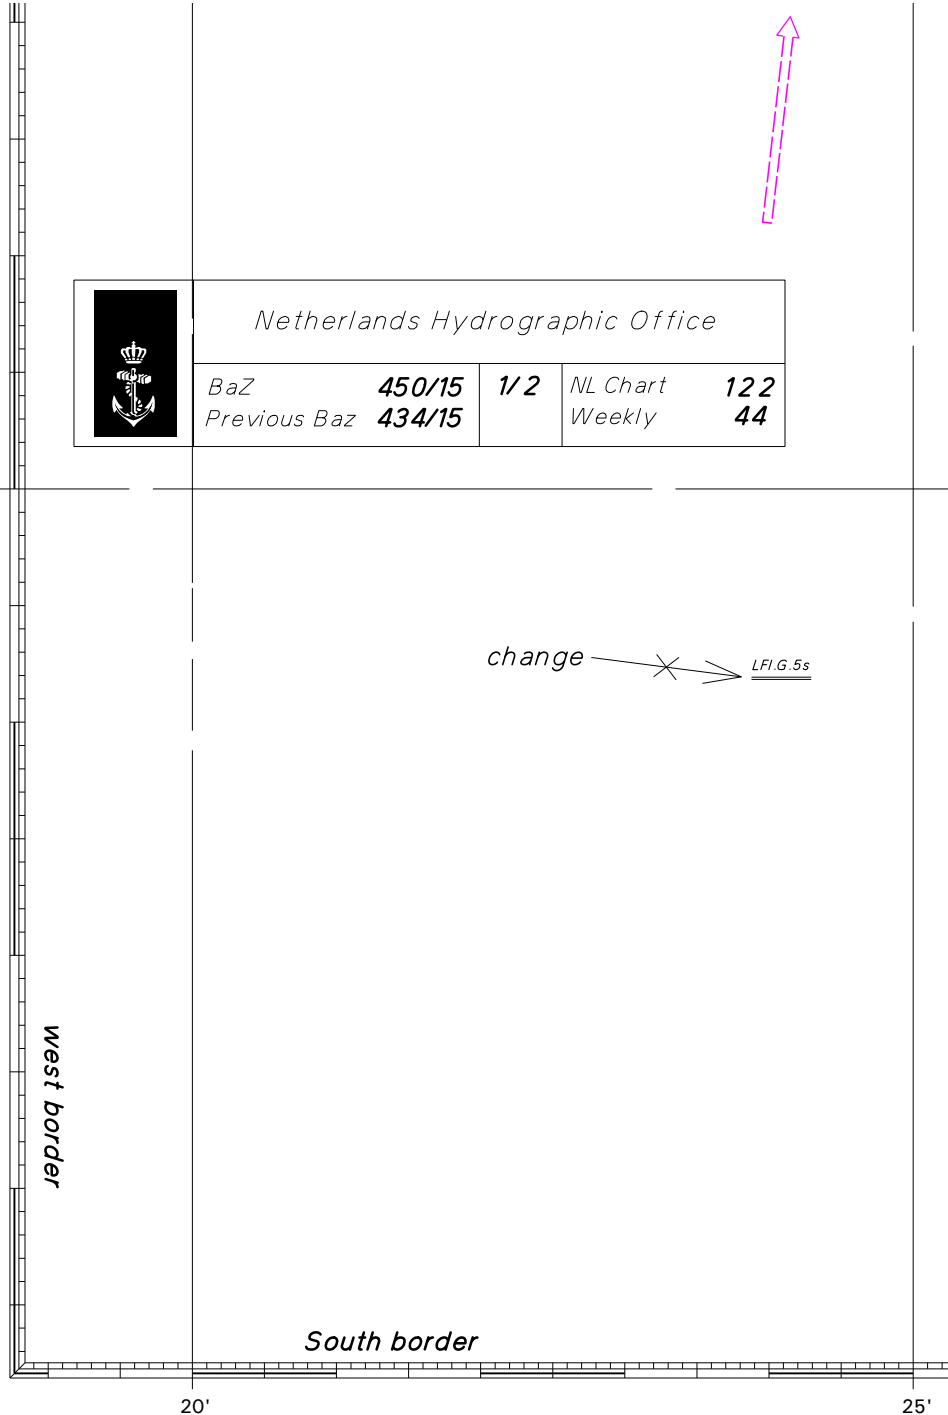 Netherlands Hydrographic Office
BaZ 450/15 1/2 NL Chart 122
Previous Baz 434/15 Weekly 44
change LFl.G.5s
west border
South border
20' 25'